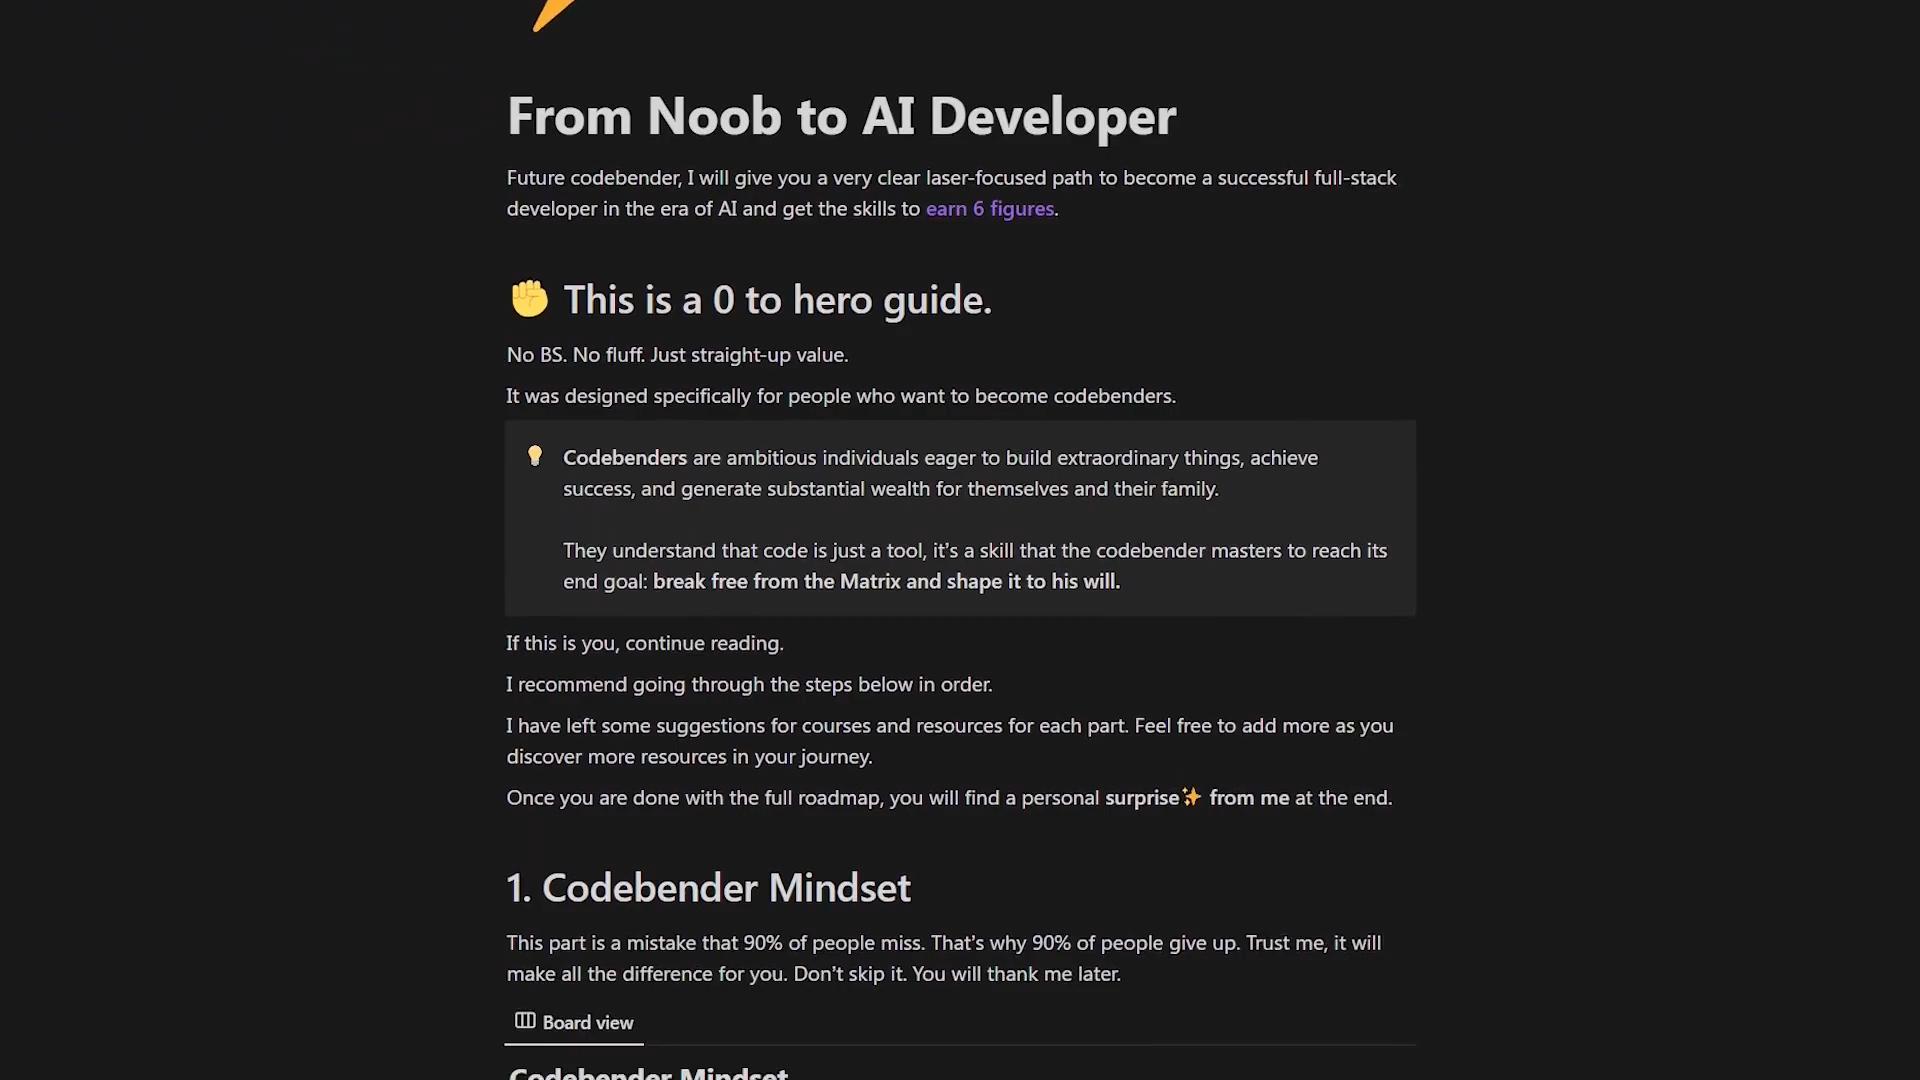 From Noob to AI Developer
Future codebender, I will give you a very clear laser-focused path to become a successful full-stack
developer in the era of AI and get the skills to earn 6 figures.
✊ This is a 0 to hero guide.
No BS. No fluff. Just straight-up value.
It was designed specifically for people who want to become codebenders.
💡 Codebenders are ambitious individuals eager to build extraordinary things, achieve
success, and generate substantial wealth for themselves and their family.
They understand that code is just a tool, it’s a skill that the codebender masters to reach its
end goal: break free from the Matrix and shape it to his will.
If this is you, continue reading.
I recommend going through the steps below in order.
I have left some suggestions for courses and resources for each part. Feel free to add more as you
discover more resources in your journey.
Once you are done with the full roadmap, you will find a personal surprise✨ from me at the end.
1. Codebender Mindset
This part is a mistake that 90% of people miss. That’s why 90% of people give up. Trust me, it will
make all the difference for you. Don’t skip it. You will thank me later.
Board view
Codebender Mindset